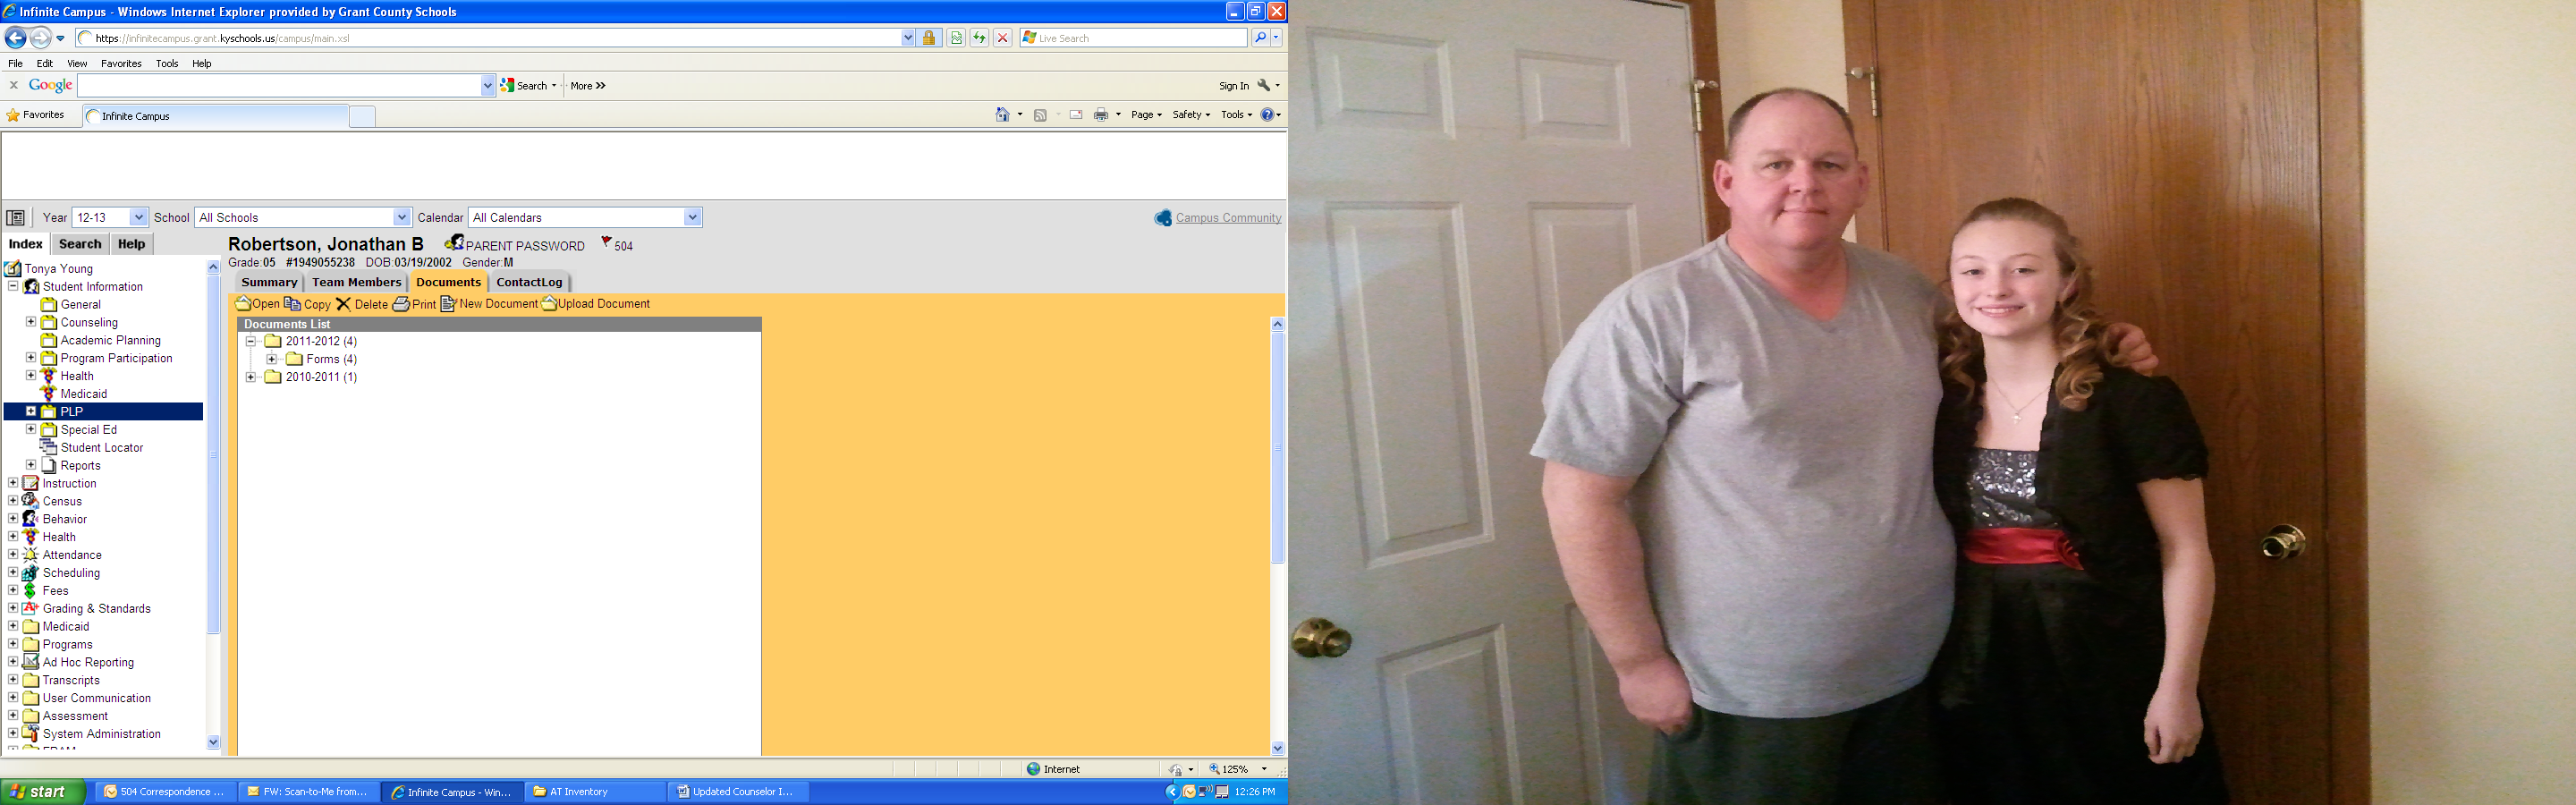 Infinite Campus - Windows Internet Explorer provided by Grant County Schools
https://infinitecampus.grant.kyschools.us/campus/main.xsl
Live Search
File Edit View Favorites Tools Help
x Google Search More »
Sign In
Favorites Infinite Campus
Page Safety Tools
Year 12-13 School All Schools Calendar All Calendars
Campus Community
Index Search Help
Robertson, Jonathan B PARENT PASSWORD 504
Grade:05 #1949055238 DOB:03/19/2002 Gender:M
Summary Team Members Documents ContactLog
Open Copy Delete Print New Document Upload Document
Documents List
2011-2012 (4)
Forms (4)
2010-2011 (1)
Tonya Young
Student Information
General
Counseling
Academic Planning
Program Participation
Health
Medicaid
PLP
Special Ed
Student Locator
Reports
Instruction
Census
Behavior
Health
Attendance
Scheduling
Fees
Grading & Standards
Medicaid
Programs
Ad Hoc Reporting
Transcripts
User Communication
Assessment
System Administration
Internet
125%
start
504 Correspondence ...
FW: Scan-to-Me from...
Infinite Campus - Win...
AT Inventory
Updated Counselor I...
12:26 PM